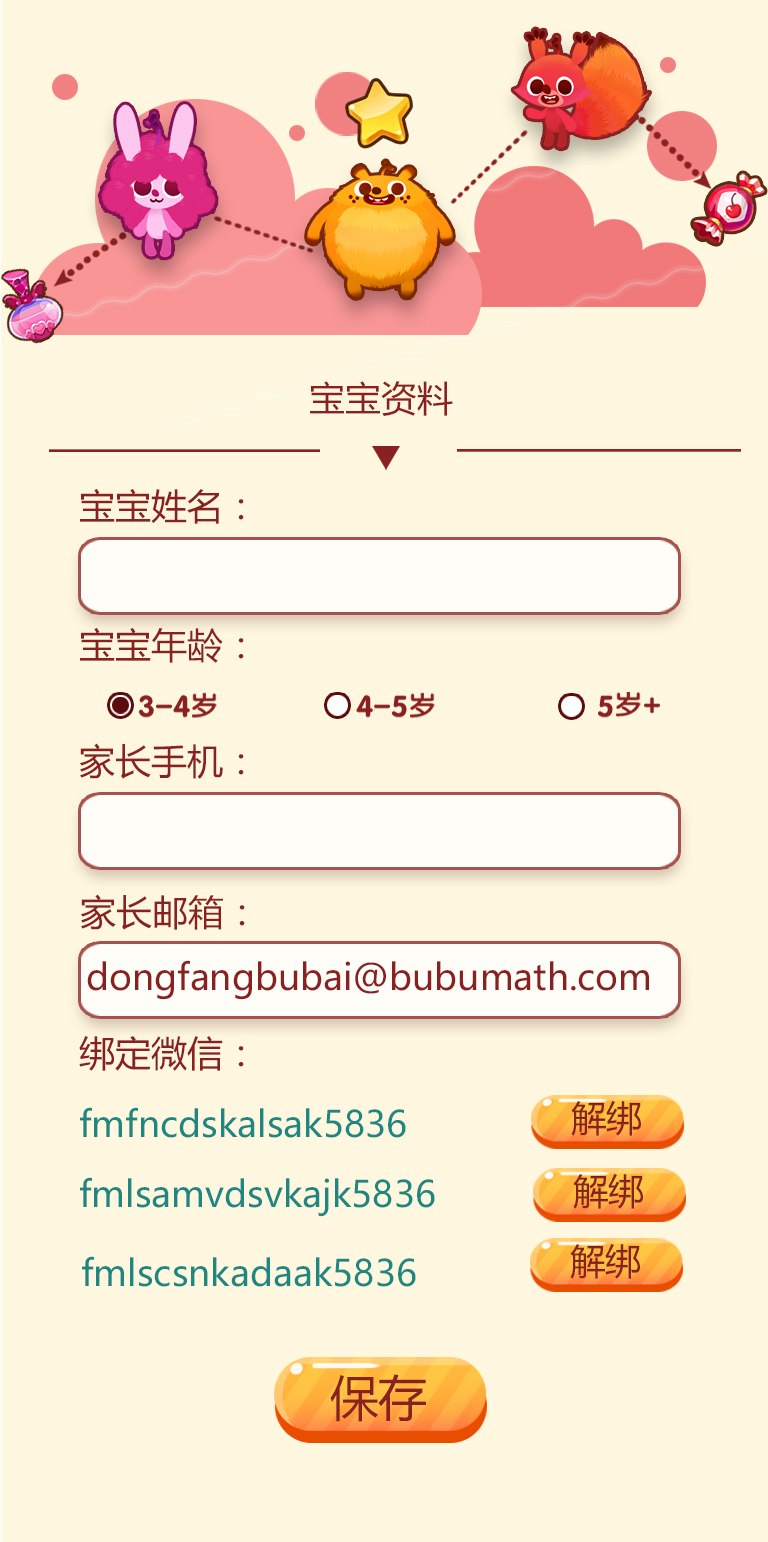 宝宝资料
宝宝姓名：
宝宝年龄：
3-4岁 4-5岁 5岁+
家长手机：
家长邮箱：
dongfangbubai@bubumath.com
绑定微信：
fmfncdskalsak5836 解绑
fmlsamvdsvkajk5836 解绑
fmlscsnkadaak5836 解绑
保存